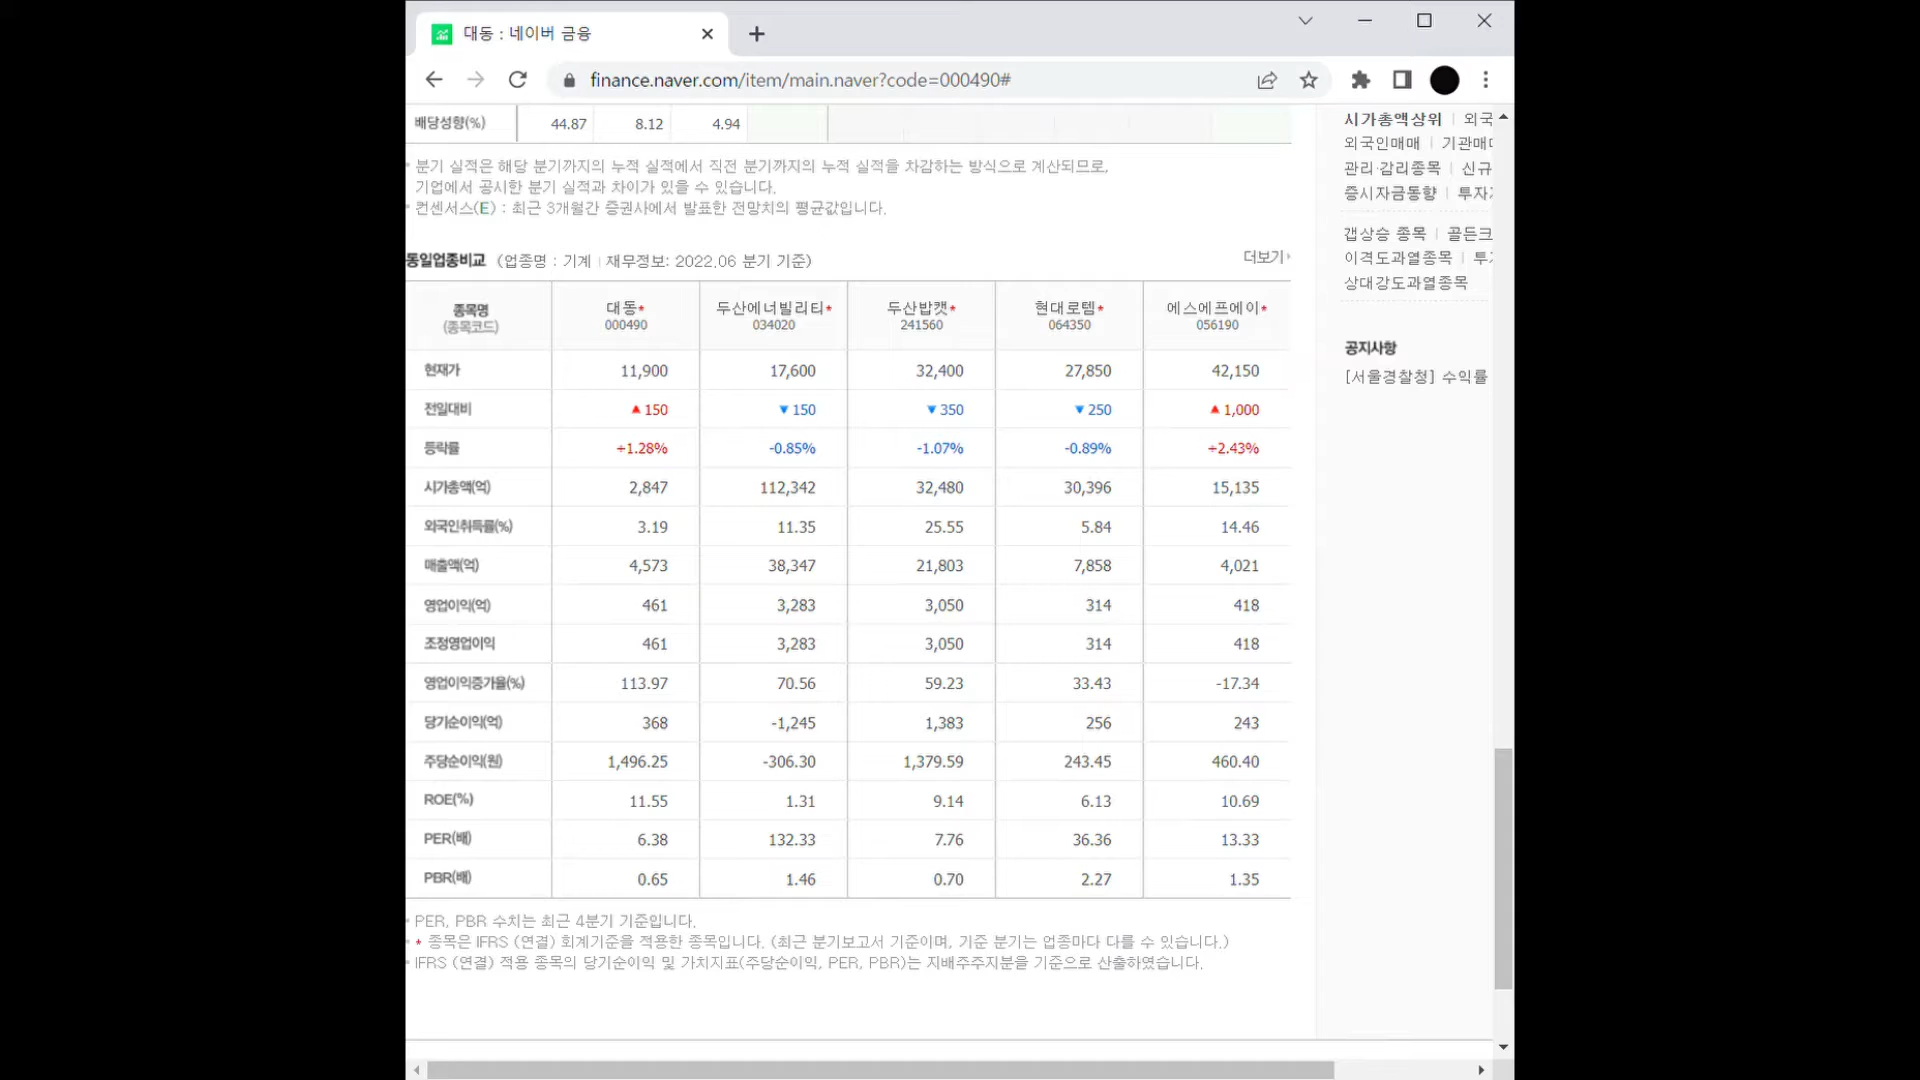 대동 : 네이버 금융
finance.naver.com/item/main.naver?code=000490#
배당성향(%) 44.87 8.12 4.94
분기 실적은 해당 분기까지의 누적 실적에서 직전 분기까지의 누적 실적을 차감하는 방식으로 계산되므로,
기업에서 공시한 분기 실적과 차이가 있을 수 있습니다.
컨센서스(E) : 최근 3개월간 증권사에서 발표한 전망치의 평균값입니다.
동일업종비교 (업종명 : 기계 | 재무정보: 2022.06 분기 기준) 더보기
종목명 대동* 두산에너빌리티* 두산밥캣* 현대로템* 에스에프에이*
(종목코드) 000490 034020 241560 064350 056190
현재가 11,900 17,600 32,400 27,850 42,150
전일대비 ▲150 ▼150 ▼350 ▼250 ▲1,000
등락률 +1.28% -0.85% -1.07% -0.89% +2.43%
시가총액(억) 2,847 112,342 32,480 30,396 15,135
외국인취득률(%) 3.19 11.35 25.55 5.84 14.46
매출액(억) 4,573 38,347 21,803 7,858 4,021
영업이익(억) 461 3,283 3,050 314 418
조정영업이익 461 3,283 3,050 314 418
영업이익증가율(%) 113.97 70.56 59.23 33.43 -17.34
당기순이익(억) 368 -1,245 1,383 256 243
주당순이익(원) 1,496.25 -306.30 1,379.59 243.45 460.40
ROE(%) 11.55 1.31 9.14 6.13 10.69
PER(배) 6.38 132.33 7.76 36.36 13.33
PBR(배) 0.65 1.46 0.70 2.27 1.35
PER, PBR 수치는 최근 4분기 기준입니다.
* 종목은 IFRS (연결) 회계기준을 적용한 종목입니다. (최근 분기보고서 기준이며, 기준 분기는 업종마다 다를 수 있습니다.)
IFRS (연결) 적용 종목의 당기순이익 및 가치지표(주당순이익, PER, PBR)는 지배주주지분을 기준으로 산출하였습니다.
시가총액상위 | 외국
외국인매매 | 기관매
관리·감리종목 | 신규
증시자금동향 | 투자
갭상승 종목 | 골든크
이격도과열종목 | 투
상대강도과열종목
공지사항
[서울경찰청] 수익률